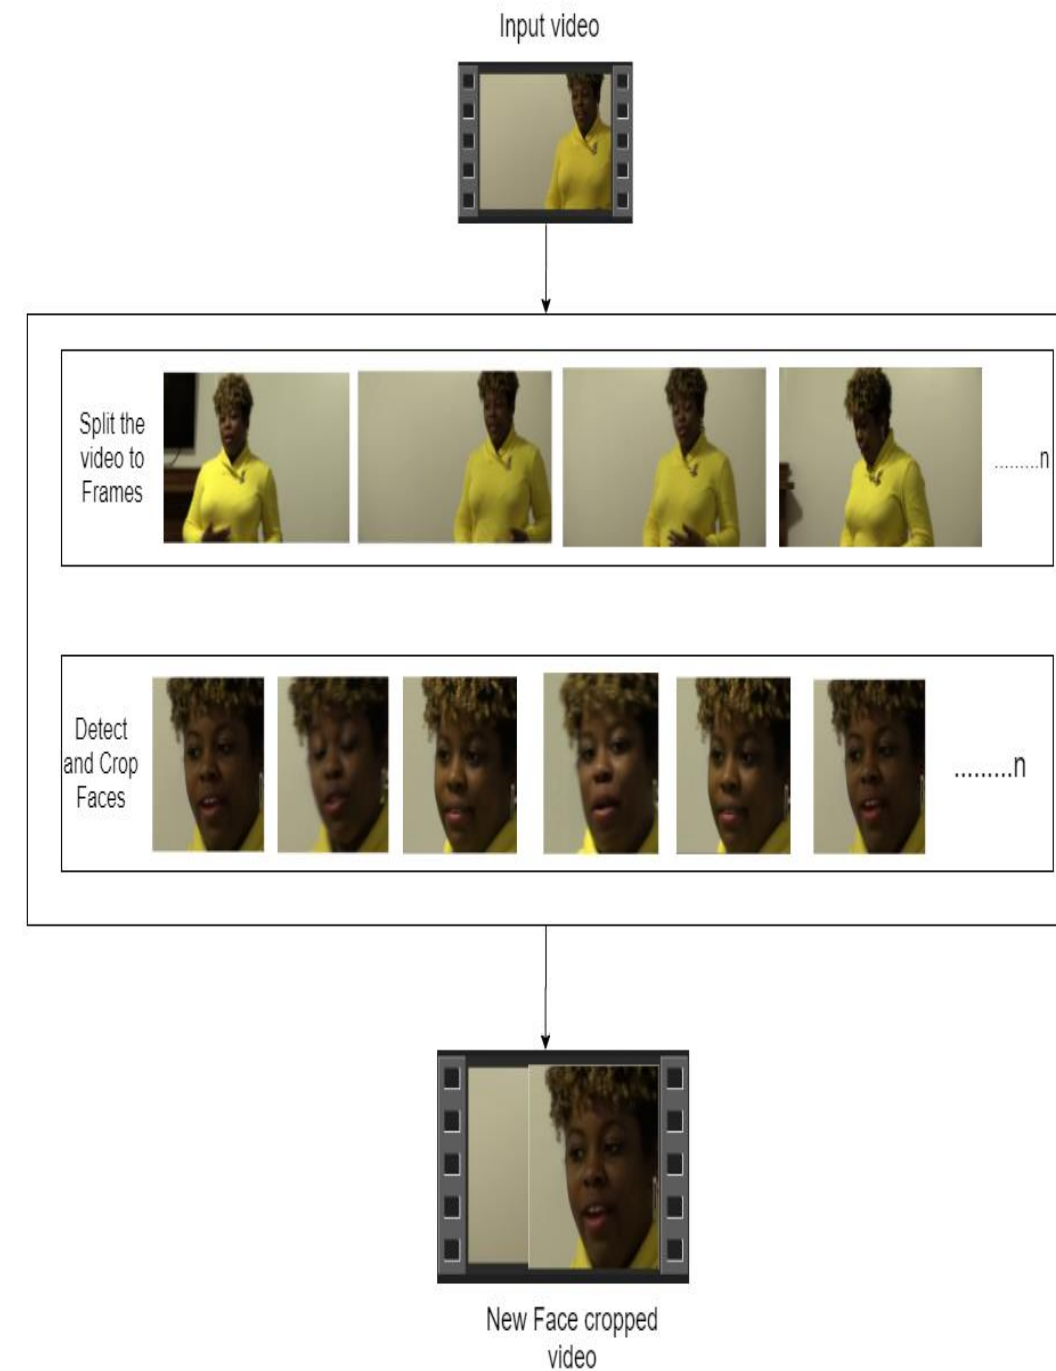 Input video
Split the
video to
Frames
.........n
Detect
and Crop
Faces
.........n
New Face cropped
video